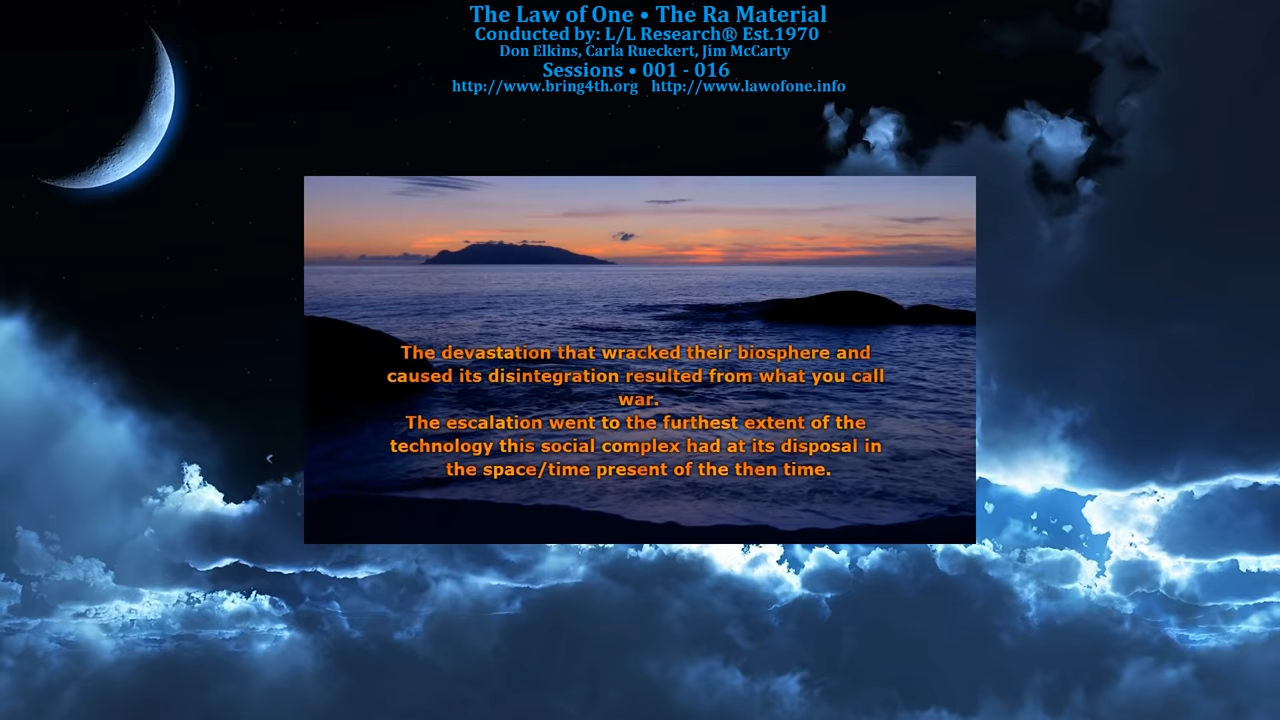 The Law of One • The Ra Material
Conducted by: L/L Research® Est.1970
Don Elkins, Carla Rueckert, Jim McCarty
Sessions • 001 - 016
http://www.bring4th.org http://www.lawofone.info
The devastation that wracked their biosphere and
caused its disintegration resulted from what you call
war.
The escalation went to the furthest extent of the
technology this social complex had at its disposal in
the space/time present of the then time.